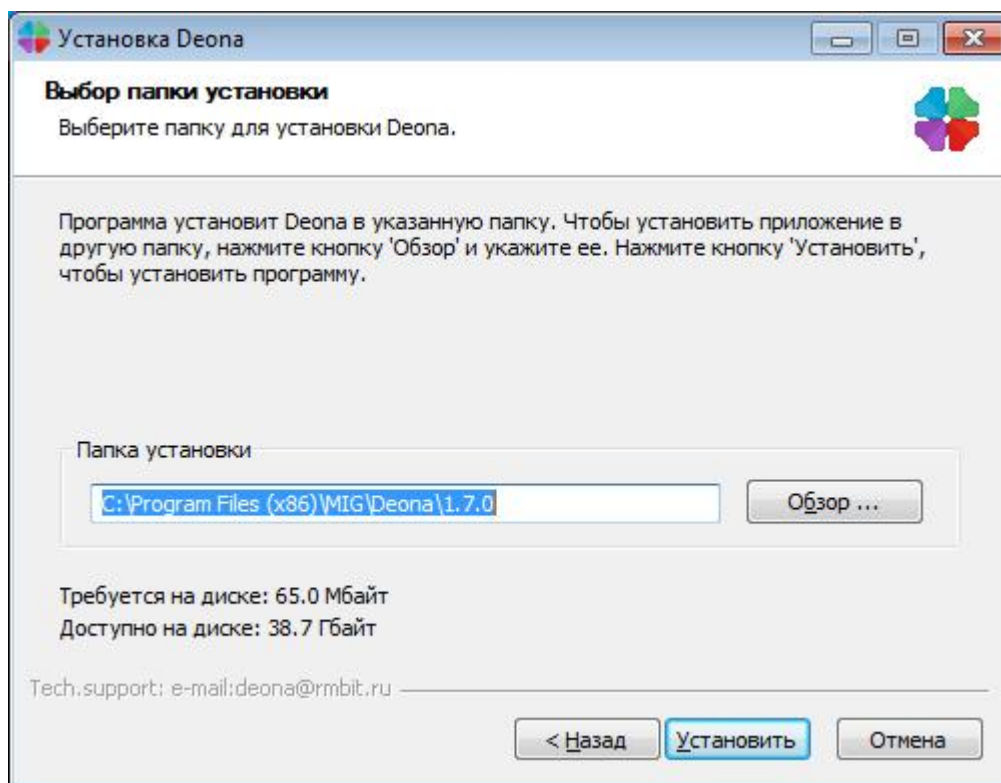 Установка Deona
Выбор папки установки
Выберите папку для установки Deona.
Программа установит Deona в указанную папку. Чтобы установить приложение в
другую папку, нажмите кнопку 'Обзор' и укажите ее. Нажмите кнопку 'Установить',
чтобы установить программу.
Папка установки
C:\Program Files (x86)\MIG\Deona\1.7.0
Обзор ...
Требуется на диске: 65.0 Мбайт
Доступно на диске: 38.7 Гбайт
Tech.support: e-mail:deona@rmbit.ru
< Назад Установить Отмена